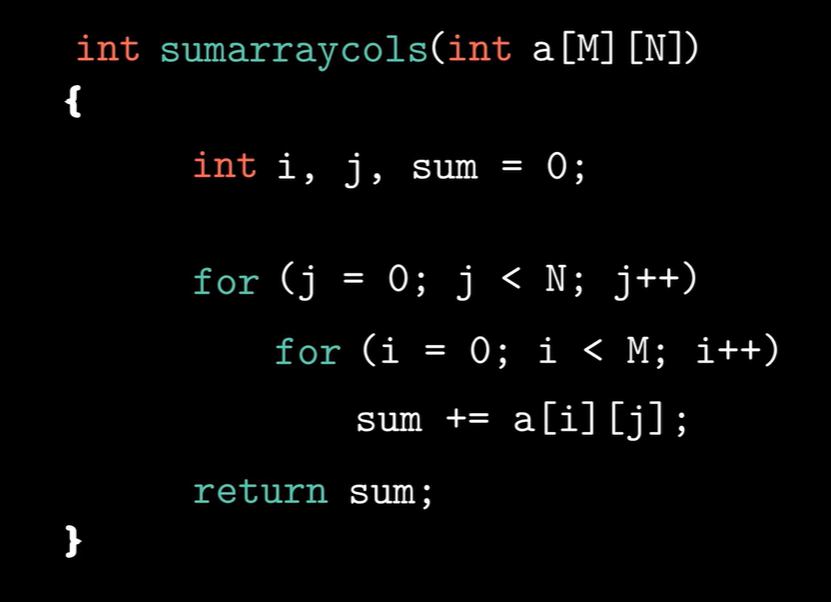 int sumarraycols(int a[M][N])
{
int i, j, sum = 0;
for (j = 0; j < N; j++)
for (i = 0; i < M; i++)
sum += a[i][j];
return sum;
}